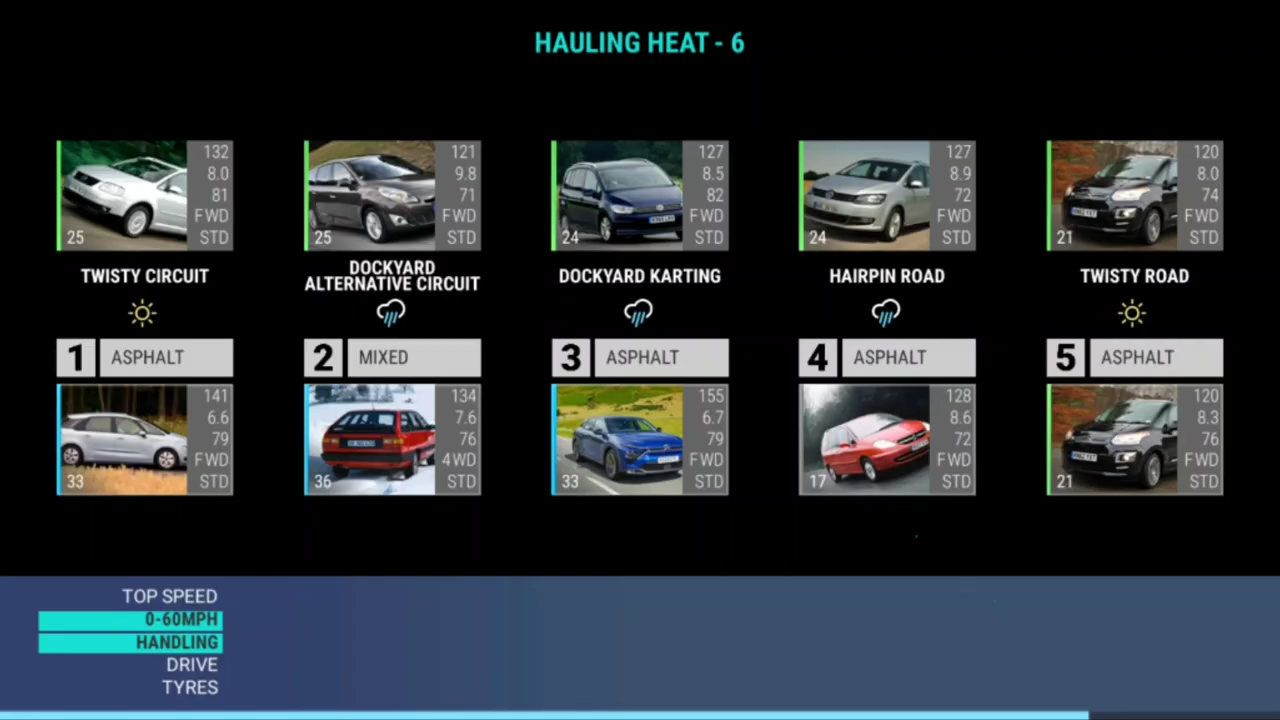 HAULING HEAT - 6
132
8.0
81
FWD
25 STD
121
9.8
71
FWD
25 STD
127
8.5
82
FWD
24 STD
127
8.9
72
FWD
24 STD
120
8.0
74
FWD
21 STD
TWISTY CIRCUIT
DOCKYARD
ALTERNATIVE CIRCUIT
DOCKYARD KARTING
HAIRPIN ROAD
TWISTY ROAD
1 ASPHALT
2 MIXED
3 ASPHALT
4 ASPHALT
5 ASPHALT
141
6.6
79
FWD
33 STD
134
7.6
76
4WD
36 STD
155
6.7
79
FWD
33 STD
128
8.6
72
FWD
17 STD
120
8.3
76
FWD
21 STD
TOP SPEED
0-60MPH
HANDLING
DRIVE
TYRES